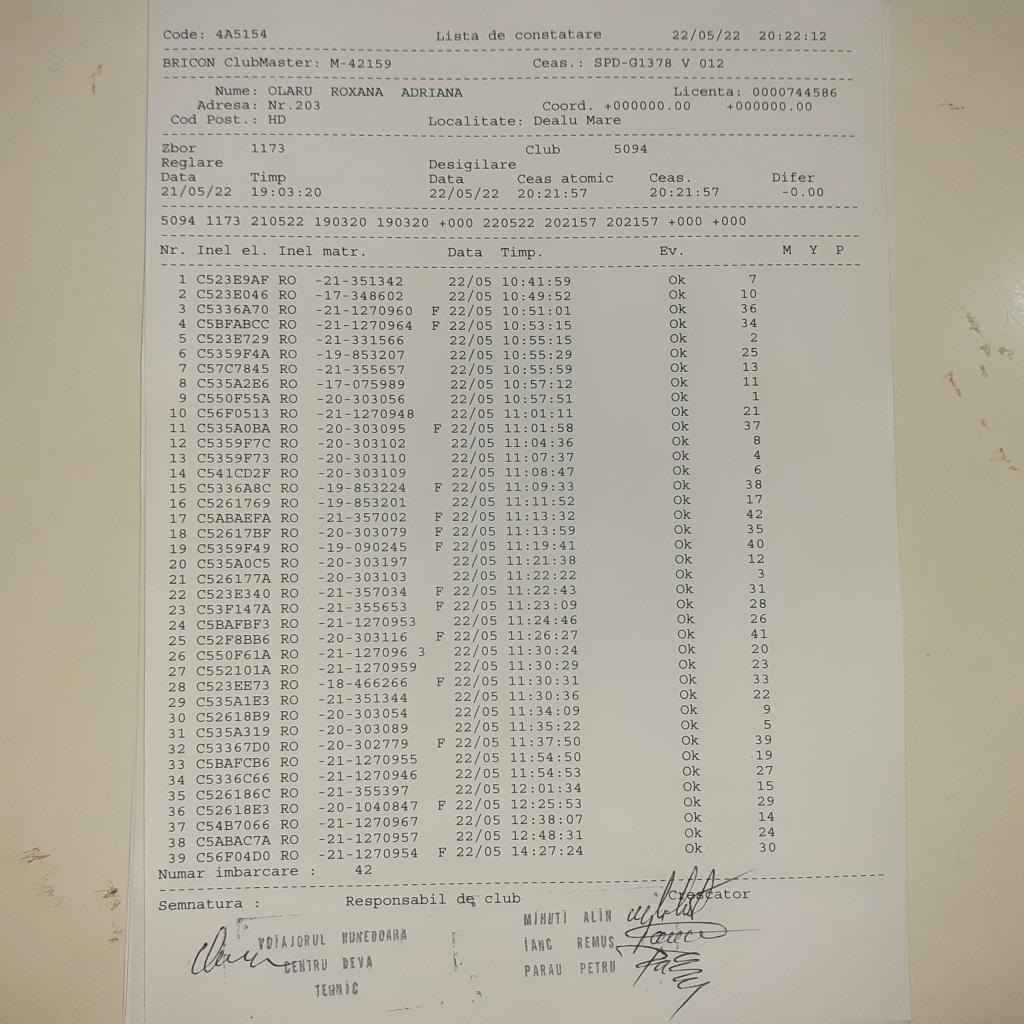 Code: 4A5154 Lista de constatare 22/05/22 20:22:12
BRICON ClubMaster: M-42159 Ceas.: SPD-G1378 V 012
Nume: OLARU ROXANA ADRIANA Licenta: 0000744586
Adresa: Nr.203 Coord. +000000.00 +000000.00
Cod Post.: HD Localitate: Dealu Mare
Zbor 1173 Club 5094
Reglare Desigilare
Data Timp Data Ceas atomic Ceas. Difer
21/05/22 19:03:20 22/05/22 20:21:57 20:21:57 -0.00
5094 1173 210522 190320 190320 +000 220522 202157 202157 +000 +000
Nr. Inel el. Inel matr. Data Timp. Ev. M Y P
1 C523E9AF RO -21-351342 22/05 10:41:59 Ok 7
2 C523E046 RO -17-348602 22/05 10:49:52 Ok 10
3 C5336A70 RO -21-1270960 F 22/05 10:51:01 Ok 36
4 C5BFABCC RO -21-1270964 F 22/05 10:53:15 Ok 34
5 C523E729 RO -21-331566 22/05 10:55:15 Ok 2
6 C5359F4A RO -19-853207 22/05 10:55:29 Ok 25
7 C57C7845 RO -21-355657 22/05 10:55:59 Ok 13
8 C535A2E6 RO -17-075989 22/05 10:57:12 Ok 11
9 C550F55A RO -20-303056 22/05 10:57:51 Ok 1
10 C56F0513 RO -21-1270948 22/05 11:01:11 Ok 21
11 C535A0BA RO -20-303095 F 22/05 11:01:58 Ok 37
12 C5359F7C RO -20-303102 22/05 11:04:36 Ok 8
13 C5359F73 RO -20-303110 22/05 11:07:37 Ok 4
14 C541CD2F RO -20-303109 22/05 11:08:47 Ok 6
15 C5336A8C RO -19-853224 F 22/05 11:09:33 Ok 38
16 C5261769 RO -19-853201 22/05 11:11:52 Ok 17
17 C5ABAEFA RO -21-357002 F 22/05 11:13:32 Ok 42
18 C52617BF RO -20-303079 F 22/05 11:13:59 Ok 35
19 C5359F49 RO -19-090245 F 22/05 11:19:41 Ok 40
20 C535A0C5 RO -20-303197 22/05 11:21:38 Ok 12
21 C526177A RO -20-303103 22/05 11:22:22 Ok 3
22 C523E340 RO -21-357034 F 22/05 11:22:43 Ok 31
23 C53F147A RO -21-355653 F 22/05 11:23:09 Ok 28
24 C5BAFBF3 RO -21-1270953 22/05 11:24:46 Ok 26
25 C52F8BB6 RO -20-303116 F 22/05 11:26:27 Ok 41
26 C550F61A RO -21-127096 3 22/05 11:30:24 Ok 20
27 C552101A RO -21-1270959 22/05 11:30:29 Ok 23
28 C523EE73 RO -18-466266 F 22/05 11:30:31 Ok 33
29 C535A1E3 RO -21-351344 22/05 11:30:36 Ok 22
30 C52618B9 RO -20-303054 22/05 11:34:09 Ok 9
31 C535A319 RO -20-303089 22/05 11:35:22 Ok 5
32 C53367D0 RO -20-302779 F 22/05 11:37:50 Ok 39
33 C5BAFCB6 RO -21-1270955 22/05 11:54:50 Ok 19
34 C5336C66 RO -21-1270946 22/05 11:54:53 Ok 27
35 C526186C RO -21-355397 22/05 12:01:34 Ok 15
36 C52618E3 RO -20-1040847 F 22/05 12:25:53 Ok 29
37 C54B7066 RO -21-1270967 22/05 12:38:07 Ok 14
38 C5ABAC7A RO -21-1270957 22/05 12:48:31 Ok 24
39 C56F04D0 RO -21-1270954 F 22/05 14:27:24 Ok 30
Numar imbarcare : 42
Semnatura : Responsabil de club Crescator
VOIAJORUL HUNEDOARA
CENTRU DEVA
TEHNIC
MIHUTI ALIN
IANC REMUS
PARAU PETRU